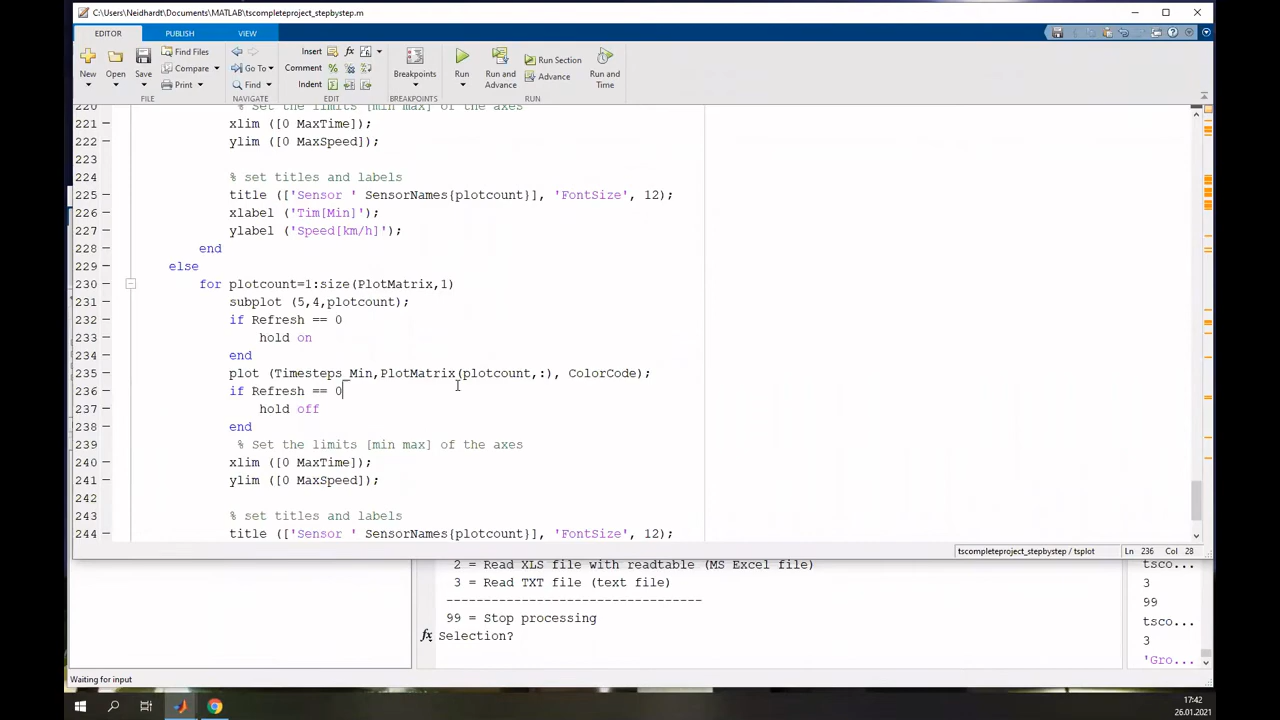 C:\Users\Neidhardt\Documents\MATLAB\tscompleteproject_stepbystep.m
EDITOR PUBLISH VIEW
New Open Save Find Files Compare Print
Go To Find
Insert Comment Indent
Breakpoints
Run Run and Advance Run Section Advance Run and Time
FILE NAVIGATE EDIT BREAKPOINTS RUN
220 % Set the limits [min max] of the axes
221 xlim ([0 MaxTime]);
222 ylim ([0 MaxSpeed]);
223
224 % set titles and labels
225 title (['Sensor ' SensorNames{plotcount}], 'FontSize', 12);
226 xlabel ('Tim[Min]');
227 ylabel ('Speed[km/h]');
228 end
229 else
230 for plotcount=1:size(PlotMatrix,1)
231 subplot (5,4,plotcount);
232 if Refresh == 0
233 hold on
234 end
235 plot (Timesteps_Min,PlotMatrix(plotcount,:), ColorCode);
236 if Refresh == 0
237 hold off
238 end
239 % Set the limits [min max] of the axes
240 xlim ([0 MaxTime]);
241 ylim ([0 MaxSpeed]);
242
243 % set titles and labels
244 title (['Sensor ' SensorNames{plotcount}], 'FontSize', 12);
tscompleteproject_stepbystep / tsplot Ln 236 Col 28
2 = Read XLS file with readtable (MS Excel file)
3 = Read TXT file (text file)
---------------------------------
99 = Stop processing
fx Selection?
tsco...
3
99
tsco...
3
'Gro...
Waiting for input
17:42
26.01.2021